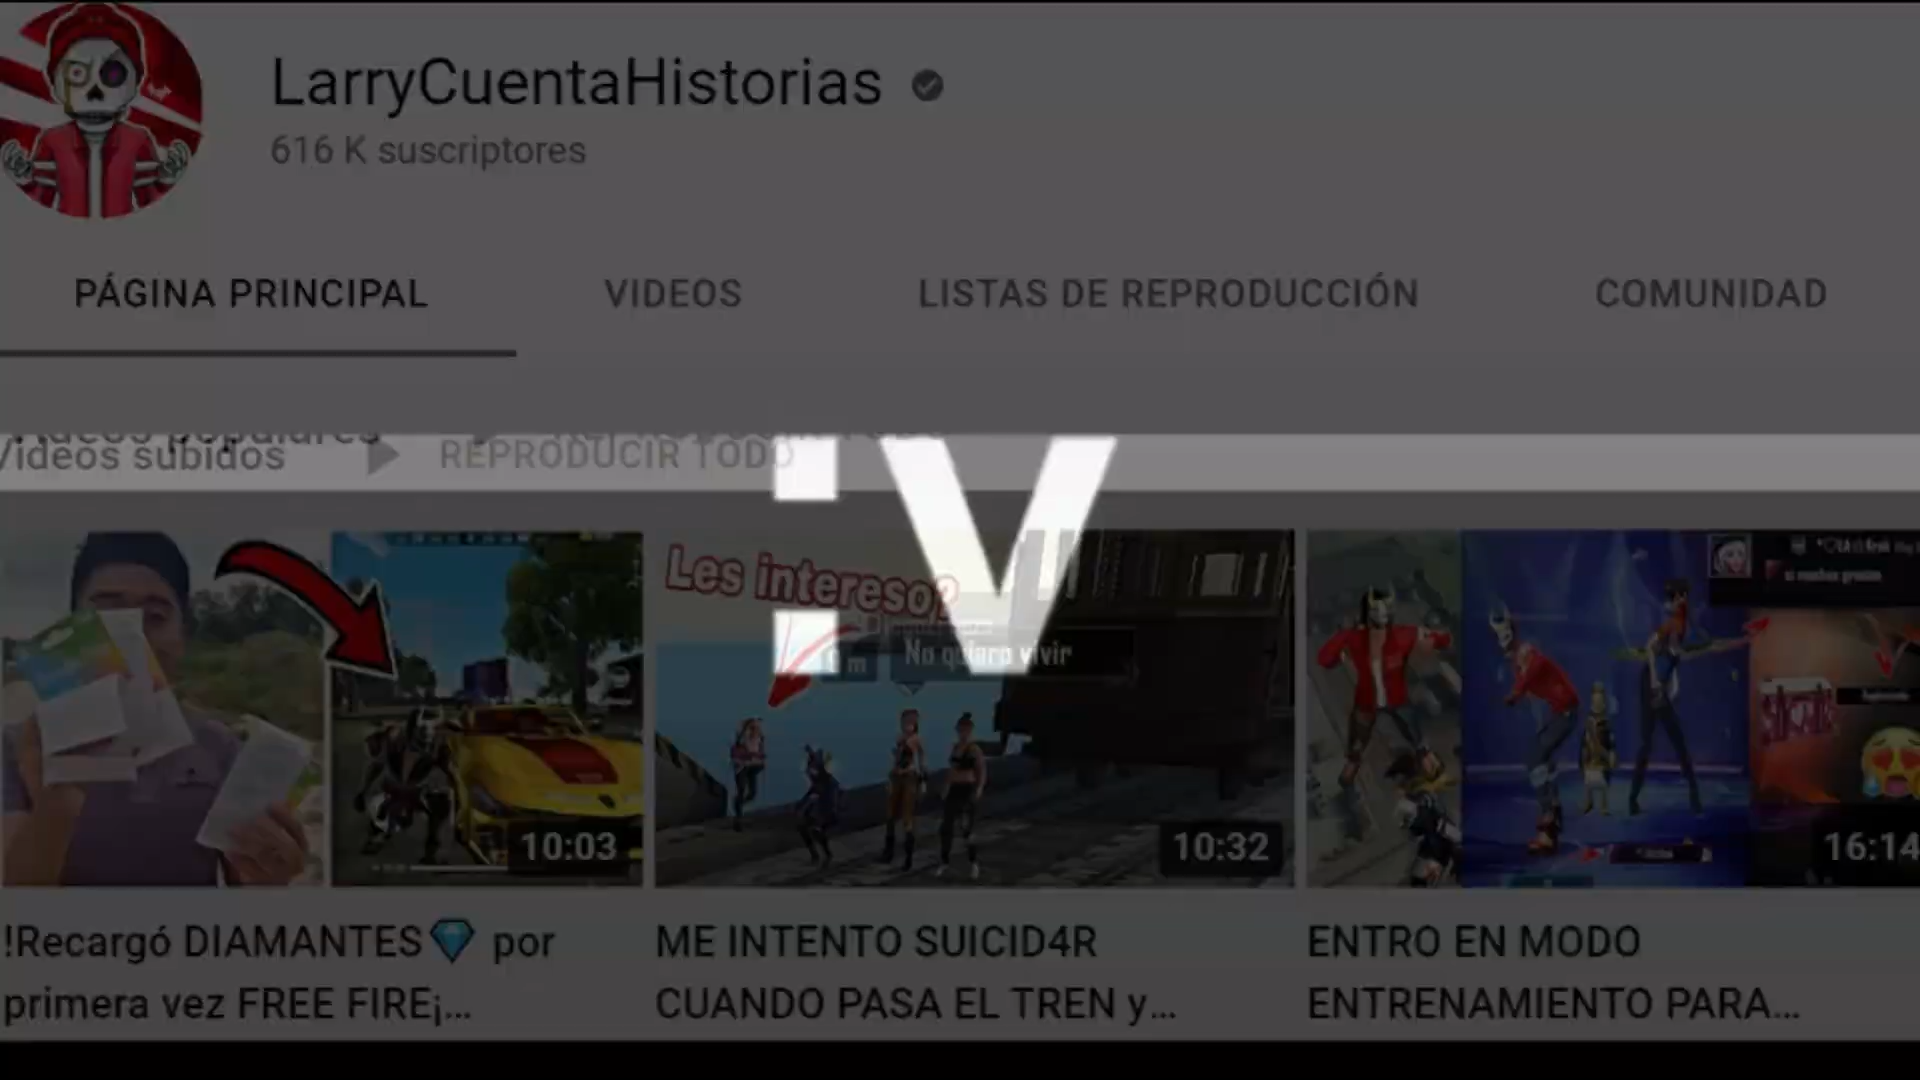 LarryCuentaHistorias
616 K suscriptores
PÁGINA PRINCIPAL VIDEOS LISTAS DE REPRODUCCIÓN COMUNIDAD
Videos populares
Videos subidos REPRODUCIR TODO
:v
Les intereso?
No quiero vivir
10:03
10:32
16:14
!Recargó DIAMANTES💎 por
primera vez FREE FIRE¡...
ME INTENTO SUICID4R
CUANDO PASA EL TREN y...
ENTRO EN MODO
ENTRENAMIENTO PARA...